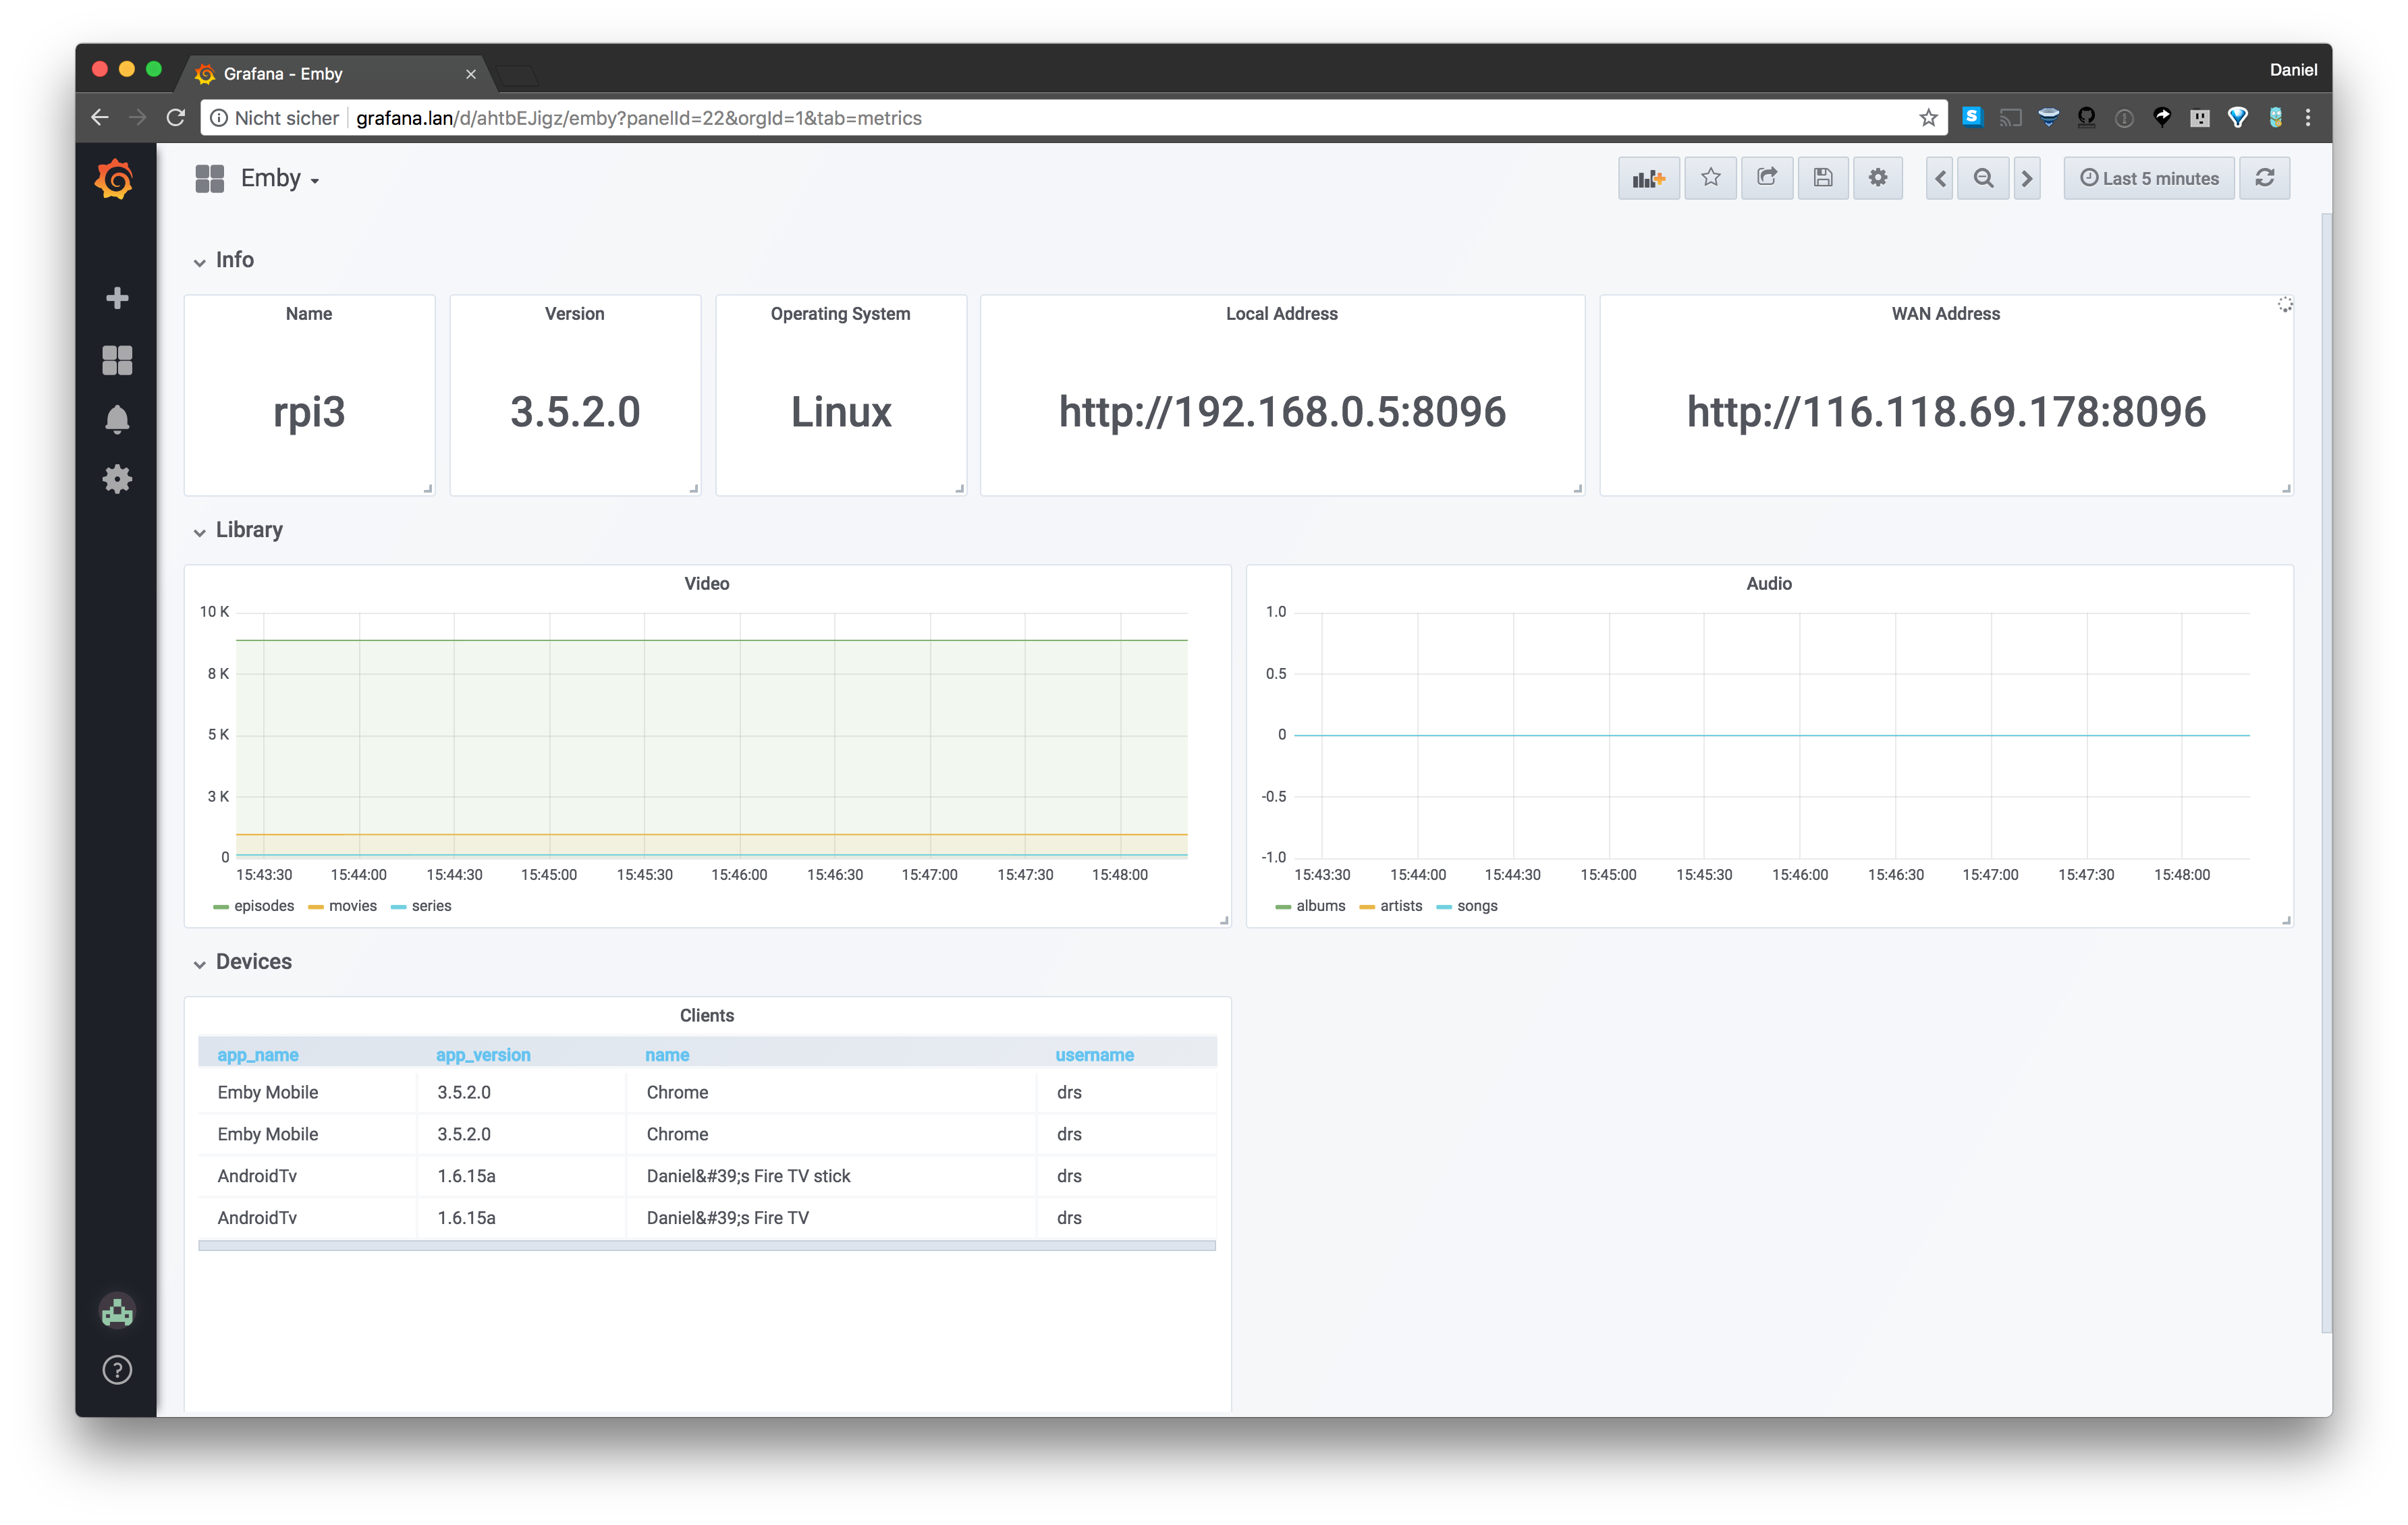 Grafana - Emby
Daniel
Nicht sicher grafana.lan/d/ahtbEJigz/emby?panelId=22&orgId=1&tab=metrics
S
Emby
Last 5 minutes
Info
Name
rpi3
Version
3.5.2.0
Operating System
Linux
Local Address
http://192.168.0.5:8096
WAN Address
http://116.118.69.178:8096
Library
Video
10 K
8 K
5 K
3 K
0
15:43:30 15:44:00 15:44:30 15:45:00 15:45:30 15:46:00 15:46:30 15:47:00 15:47:30 15:48:00
episodes movies series
Audio
1.0
0.5
0
-0.5
-1.0
15:43:30 15:44:00 15:44:30 15:45:00 15:45:30 15:46:00 15:46:30 15:47:00 15:47:30 15:48:00
albums artists songs
Devices
Clients
app_name app_version name username
Emby Mobile 3.5.2.0 Chrome drs
Emby Mobile 3.5.2.0 Chrome drs
AndroidTv 1.6.15a Daniel&#39;s Fire TV stick drs
AndroidTv 1.6.15a Daniel&#39;s Fire TV drs